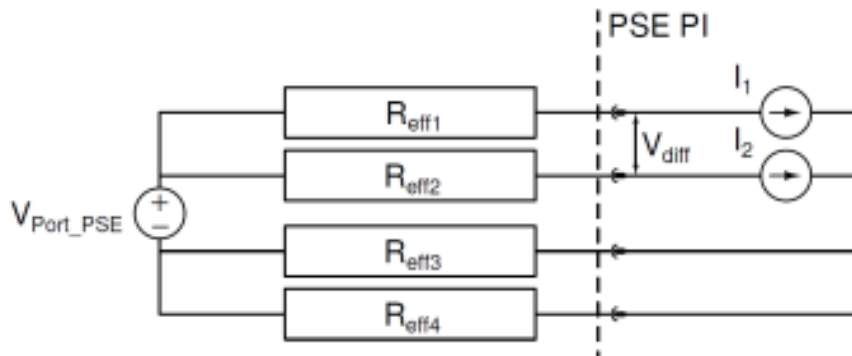 PSE PI
I1
Reff1
Vdiff
I2
Reff2
VPort_PSE
+
−
Reff3
Reff4